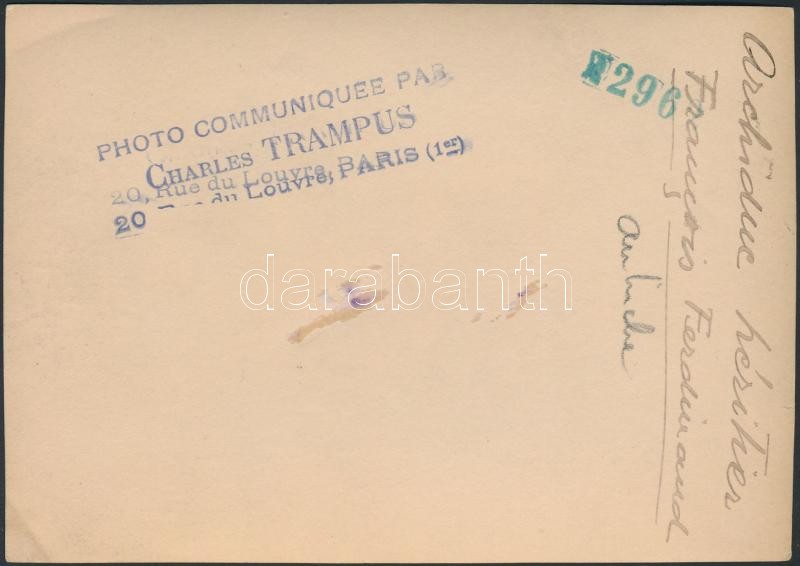 PHOTO COMMUNIQUEE PAR
CHARLES TRAMPUS
20, Rue du Louvre, PARIS
20 Rue du Louvre, PARIS (1er)
296
Archiduc héritier
François Ferdinand
darabanth